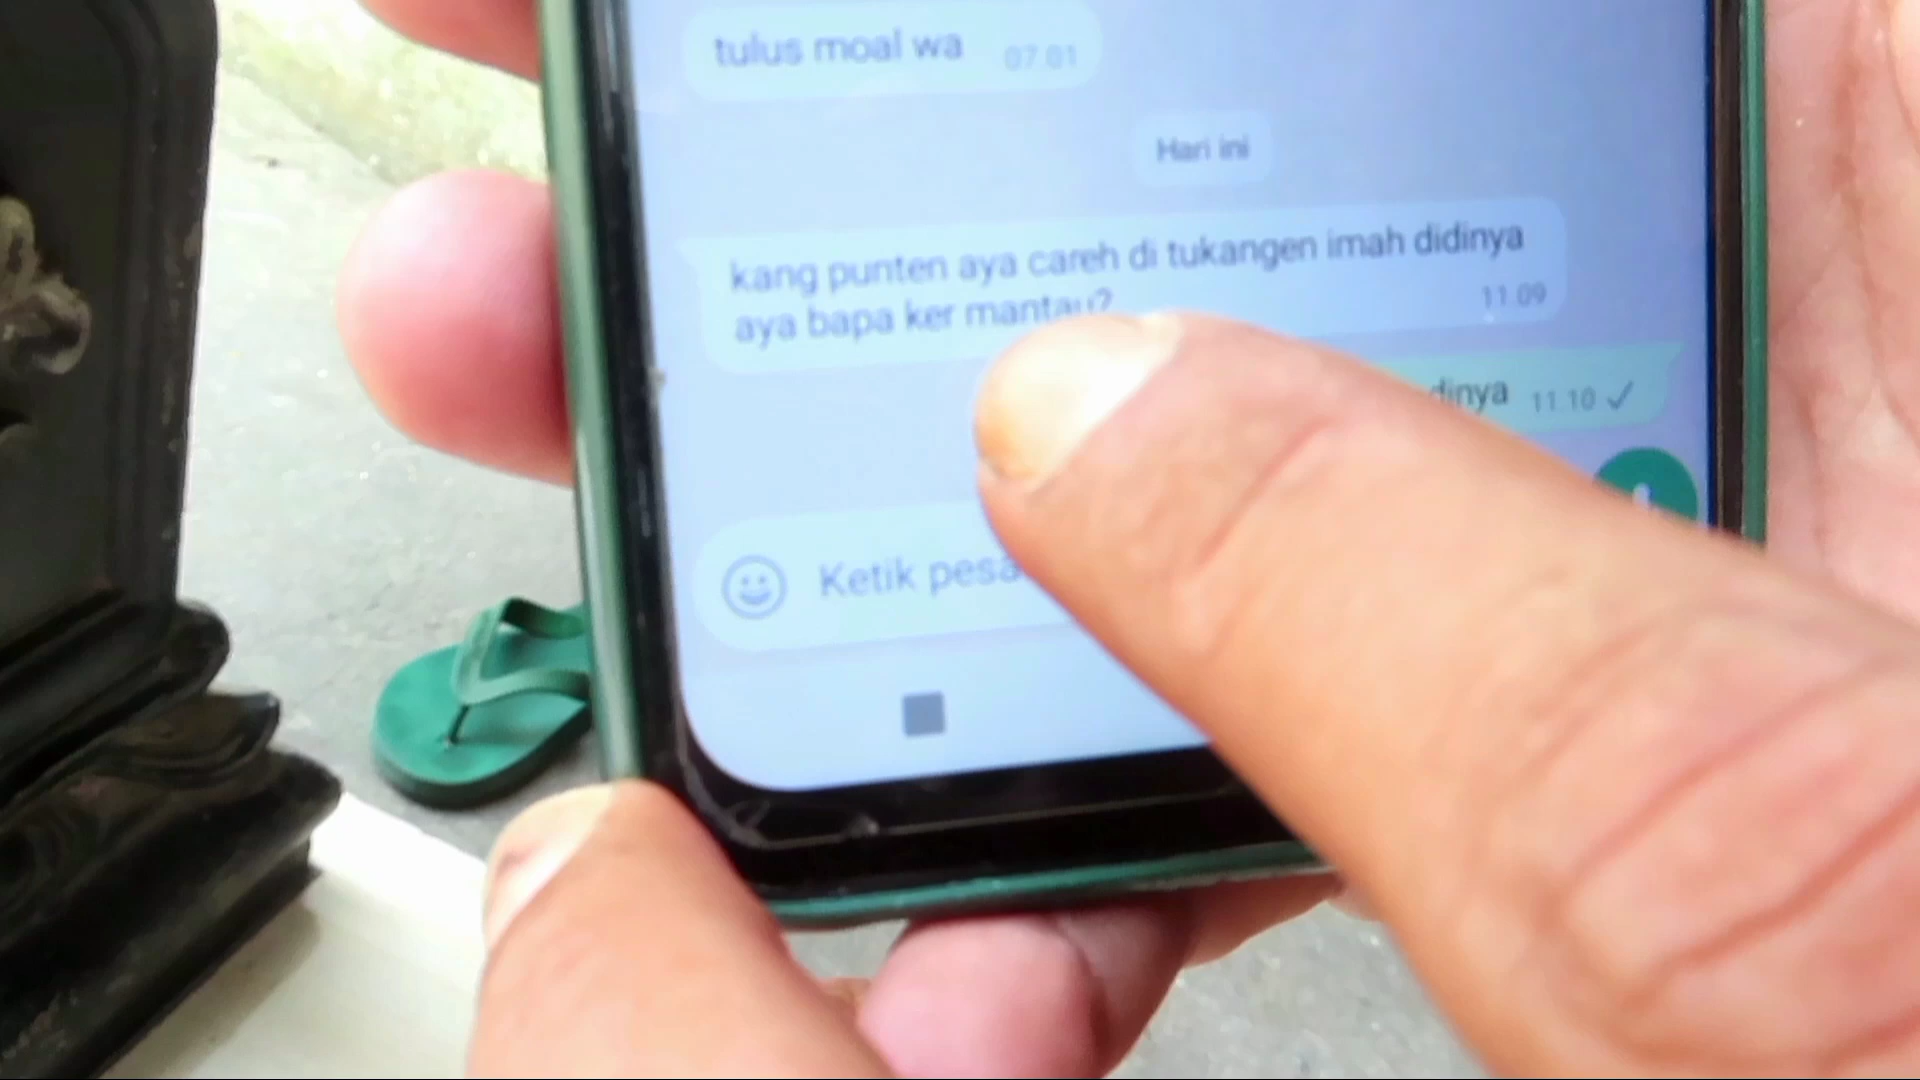 tulus moal wa 07.01
Hari ini
kang punten aya careh di tukangen imah didinya
aya bapa ker mantau? 11.09
dinya 11.10
Ketik pesa